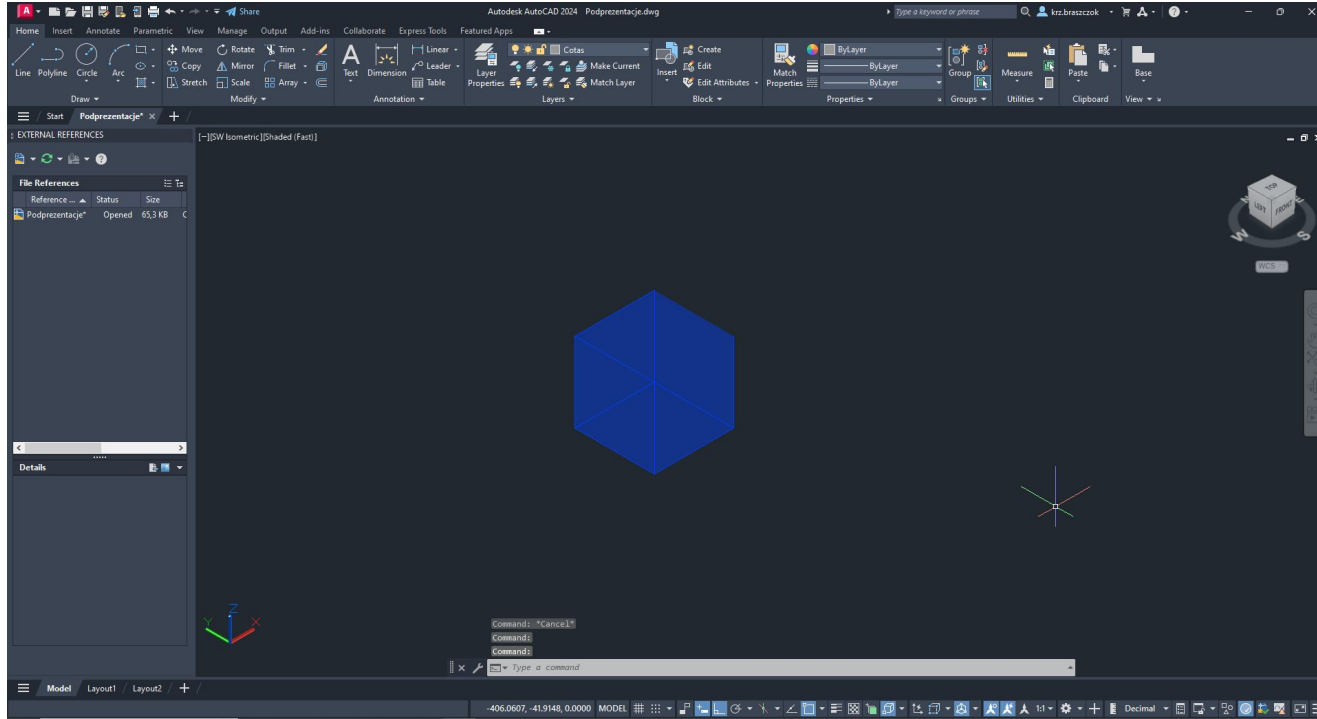 A Share Autodesk AutoCAD 2024 Podprezentacje.dwg Type a keyword or phrase krz.braszczok
Home Insert Annotate Parametric View Manage Output Add-ins Collaborate Express Tools Featured Apps
Move Rotate Trim Linear Cotas Create ByLayer
Copy Mirror Fillet Leader Make Current Edit ByLayer
Line Polyline Circle Arc Text Dimension Layer Insert Match Group Measure Paste Base
Stretch Scale Array Table Properties Match Layer Edit Attributes Properties ByLayer
Draw Modify Annotation Layers Block Properties Groups Utilities Clipboard View
Start Podprezentacje* +
EXTERNAL REFERENCES
[−][SW Isometric][Shaded (Fast)]
File References
Reference ... Status Size
Podprezentacje* Opened 65,3 KB
TOP
LEFT FRONT
W S
WCS
Details
Z
Y X
Command: *Cancel*
Command:
Command:
Type a command
Model Layout1 Layout2 +
-406.0607, -41.9148, 0.0000 MODEL 1:1 Decimal